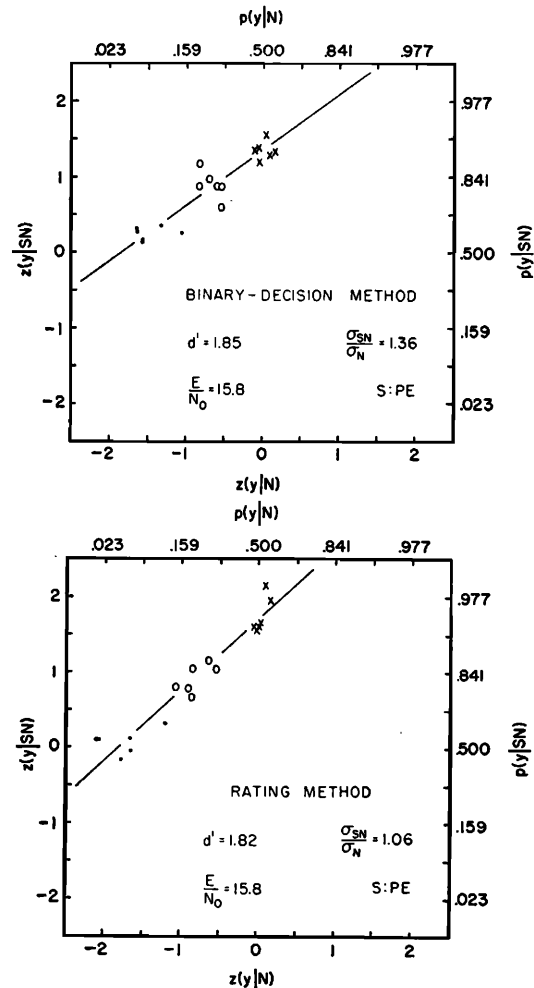 p(y|N)
.023 .159 .500 .841 .977
2 .977
1 .841
z(y|SN) 0 .500 p(y|SN)
BINARY-DECISION METHOD
-1 .159
d' = 1.85 σSN/σN = 1.36
E/N₀ = 15.8 S:PE
-2 .023
-2 -1 0 1 2
z(y|N)
p(y|N)
.023 .159 .500 .841 .977
2 .977
1 .841
z(y|SN) 0 .500 p(y|SN)
RATING METHOD
-1 .159
d' = 1.82 σSN/σN = 1.06
E/N₀ = 15.8 S:PE
-2 .023
-2 -1 0 1 2
z(y|N)